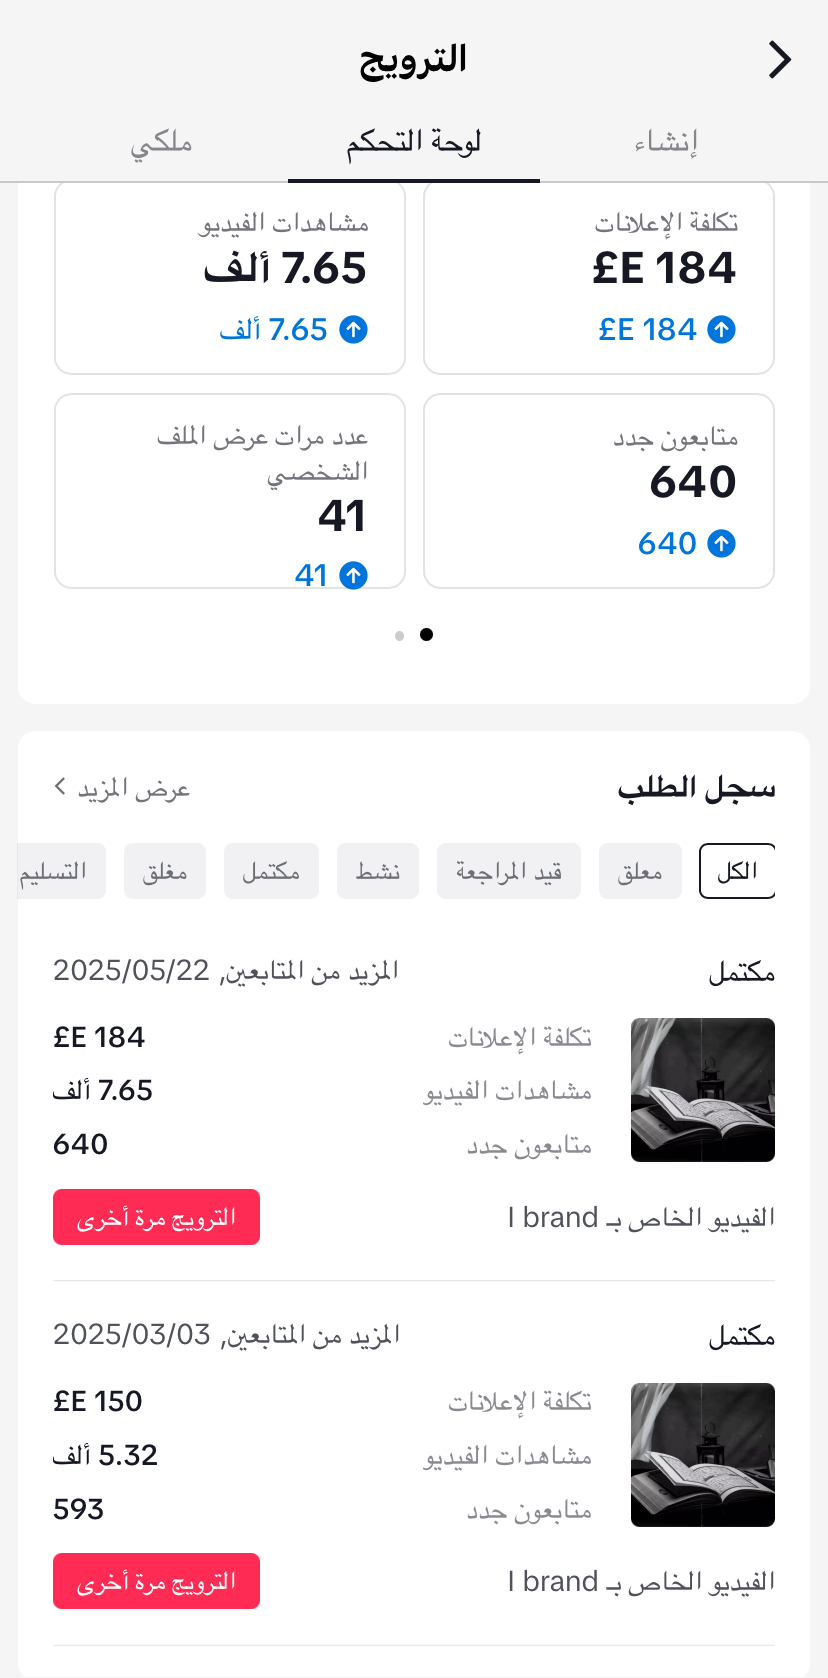 الترويج
إنشاء
لوحة التحكم
ملكي
تكلفة الإعلانات
£E 184
£E 184
مشاهدات الفيديو
7.65 ألف
7.65 ألف
متابعون جدد
640
640
عدد مرات عرض الملف
الشخصي
41
41
سجل الطلب
عرض المزيد
الكل
معلق
قيد المراجعة
نشط
مكتمل
مغلق
التسليم
مكتمل
المزيد من المتابعين, 2025/05/22
تكلفة الإعلانات £E 184
مشاهدات الفيديو 7.65 ألف
متابعون جدد 640
الفيديو الخاص بـ I brand
الترويج مرة أخرى
مكتمل
المزيد من المتابعين, 2025/03/03
تكلفة الإعلانات £E 150
مشاهدات الفيديو 5.32 ألف
متابعون جدد 593
الفيديو الخاص بـ I brand
الترويج مرة أخرى